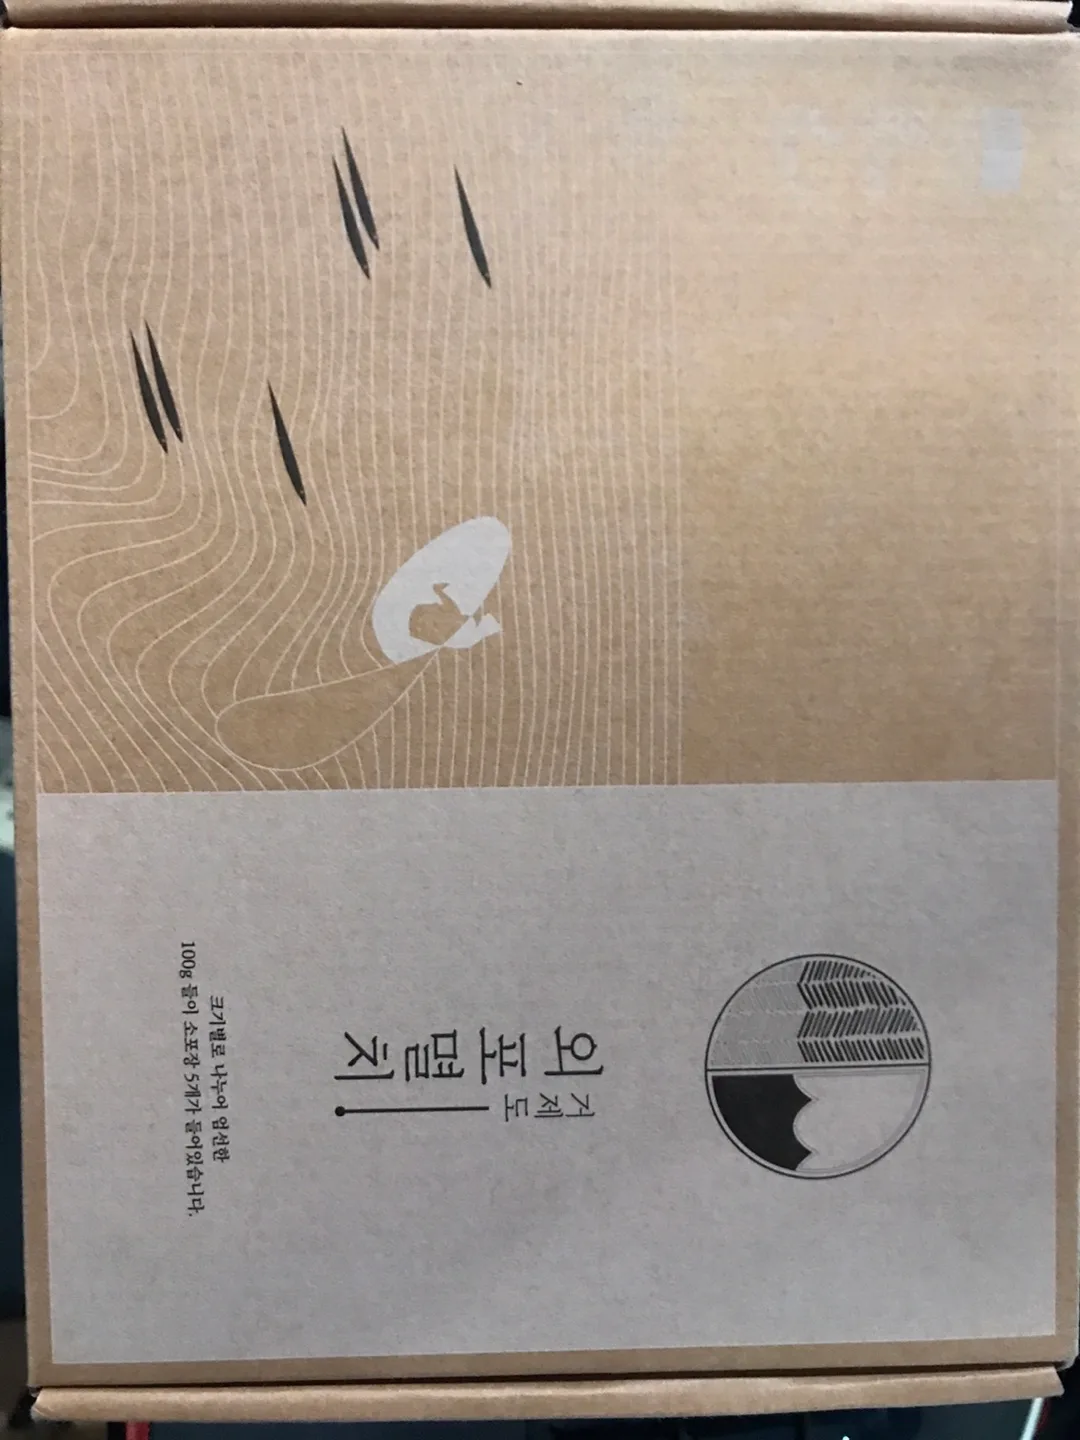 거제도
외포멸치
크기별로 나누어 엄선한
100g 들이 소포장 5개가 들어있습니다.